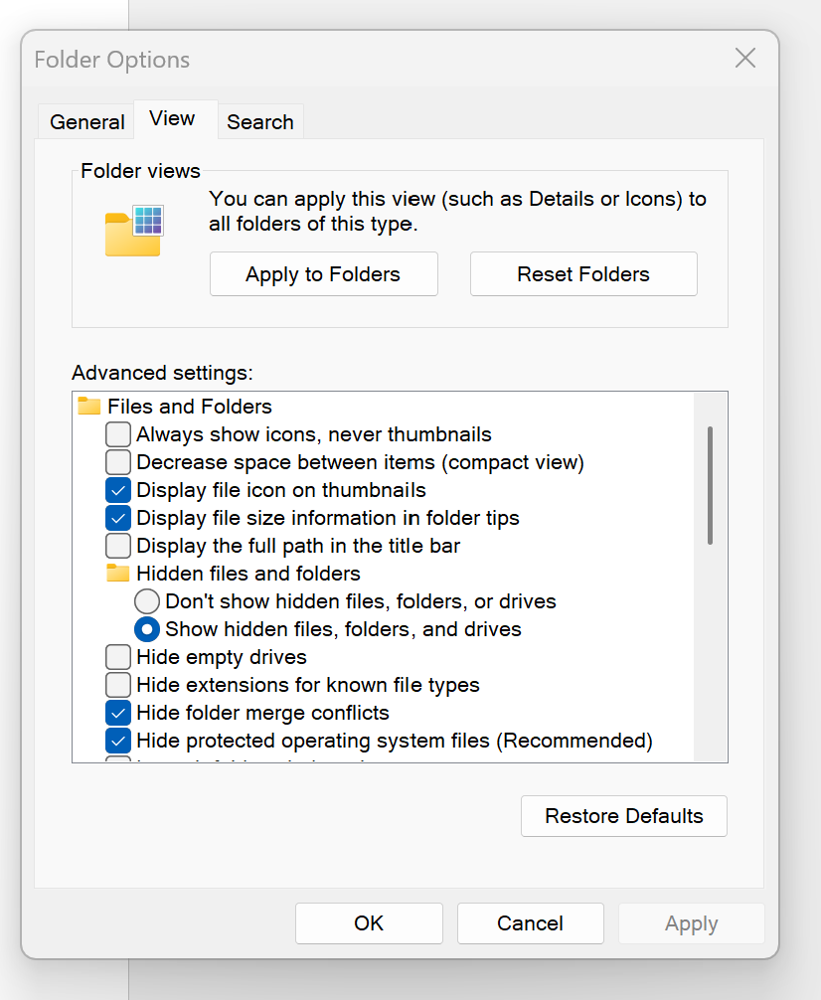 Folder Options
General
View
Search
Folder views
You can apply this view (such as Details or Icons) to
all folders of this type.
Apply to Folders
Reset Folders
Advanced settings:
Files and Folders
Always show icons, never thumbnails
Decrease space between items (compact view)
Display file icon on thumbnails
Display file size information in folder tips
Display the full path in the title bar
Hidden files and folders
Don't show hidden files, folders, or drives
Show hidden files, folders, and drives
Hide empty drives
Hide extensions for known file types
Hide folder merge conflicts
Hide protected operating system files (Recommended)
Restore Defaults
OK
Cancel
Apply